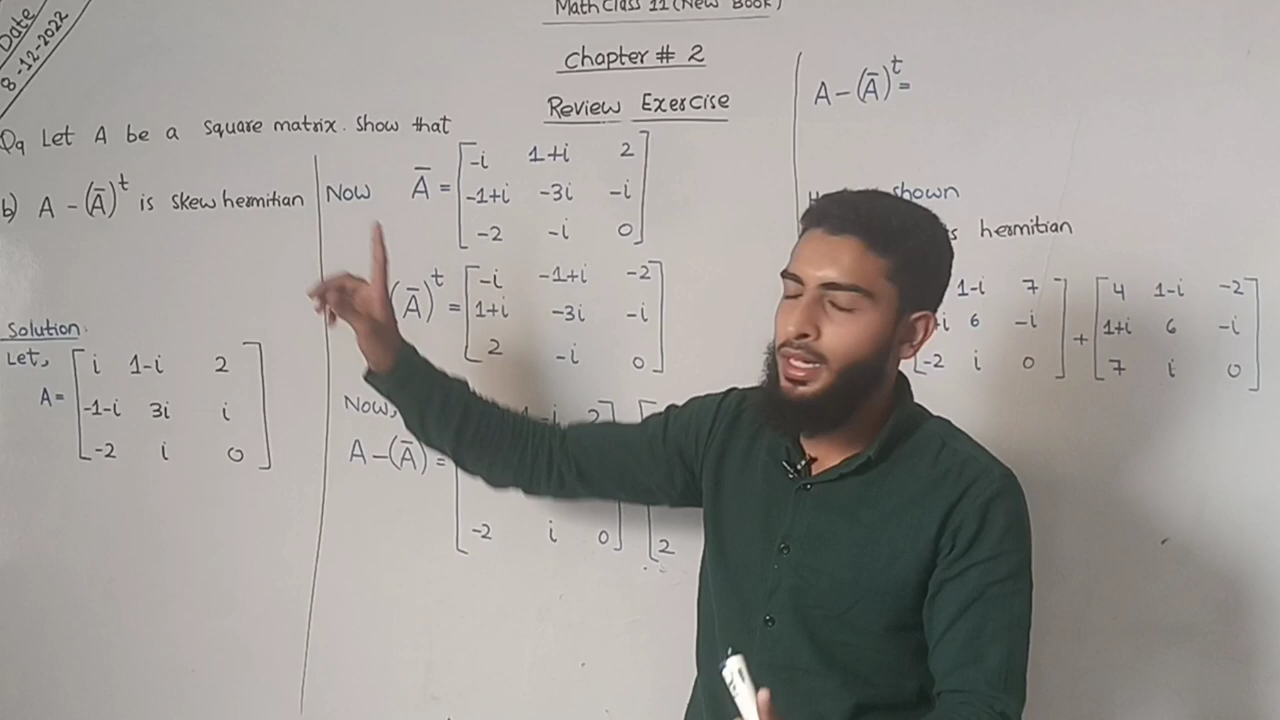 Date
8-12-2022
Math Class 11 (New Book)
Chapter # 2
Review Exercise
Q9 Let A be a square matrix. Show that
b) A - (Ā)^t is skew hermitian
Solution:
Let,
A = [ i 1-i 2
-1-i 3i i
-2 i 0 ]
Now Ā = [ -i 1+i 2
-1+i -3i -i
-2 -i 0 ]
(Ā)^t = [ -i -1+i -2
1+i -3i -i
2 -i 0 ]
Now,
A-(Ā) = [ 1-i 2 ] [
-2 i 0 ] [ 2
A-(Ā)^t =
shown
hermitian
1-i 7 ] + [ 4 1-i -2
i 6 -i ] [ 1+i 6 -i
-2 i 0 ] [ 7 i 0 ]